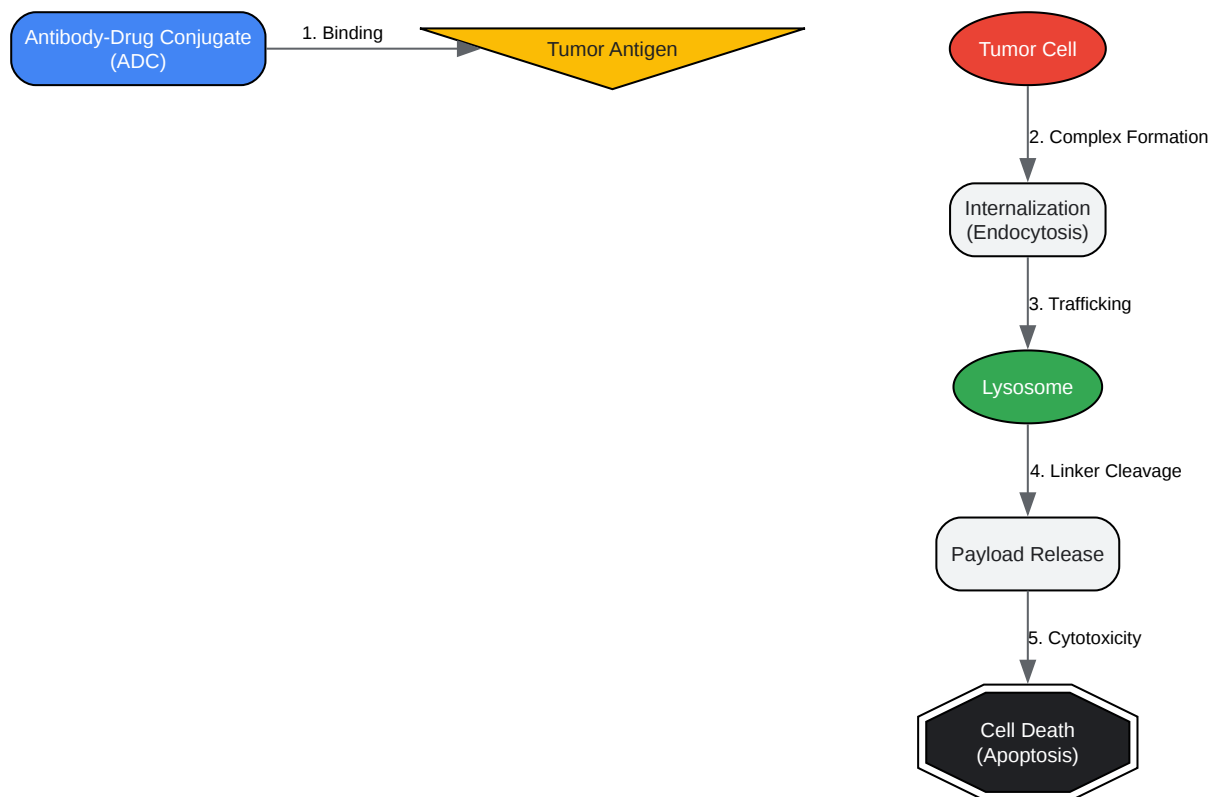 Antibody-Drug Conjugate
(ADC)
1. Binding
Tumor Antigen
Tumor Cell
2. Complex Formation
Internalization
(Endocytosis)
3. Trafficking
Lysosome
4. Linker Cleavage
Payload Release
5. Cytotoxicity
Cell Death
(Apoptosis)